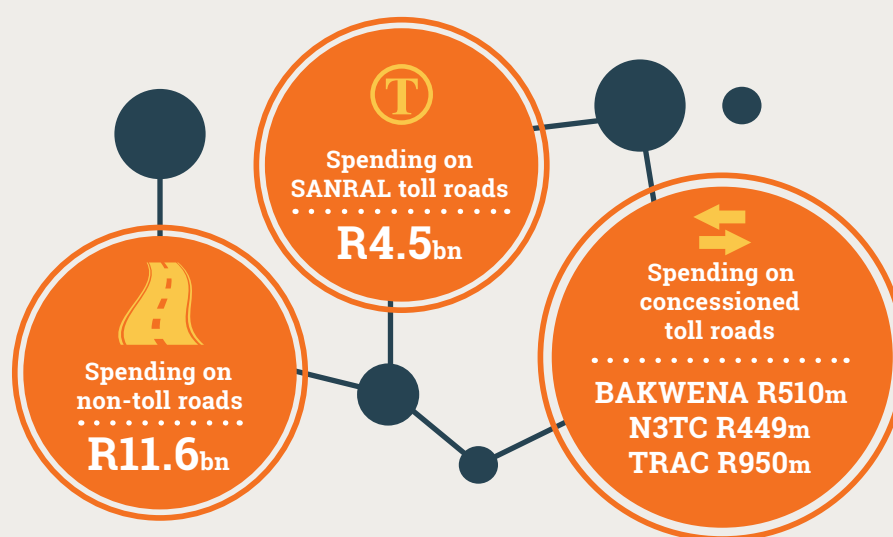 T
Spending on
SANRAL toll roads
R4.5bn
Spending on
non-toll roads
R11.6bn
Spending on
concessioned
toll roads
BAKWENA R510m
N3TC R449m
TRAC R950m